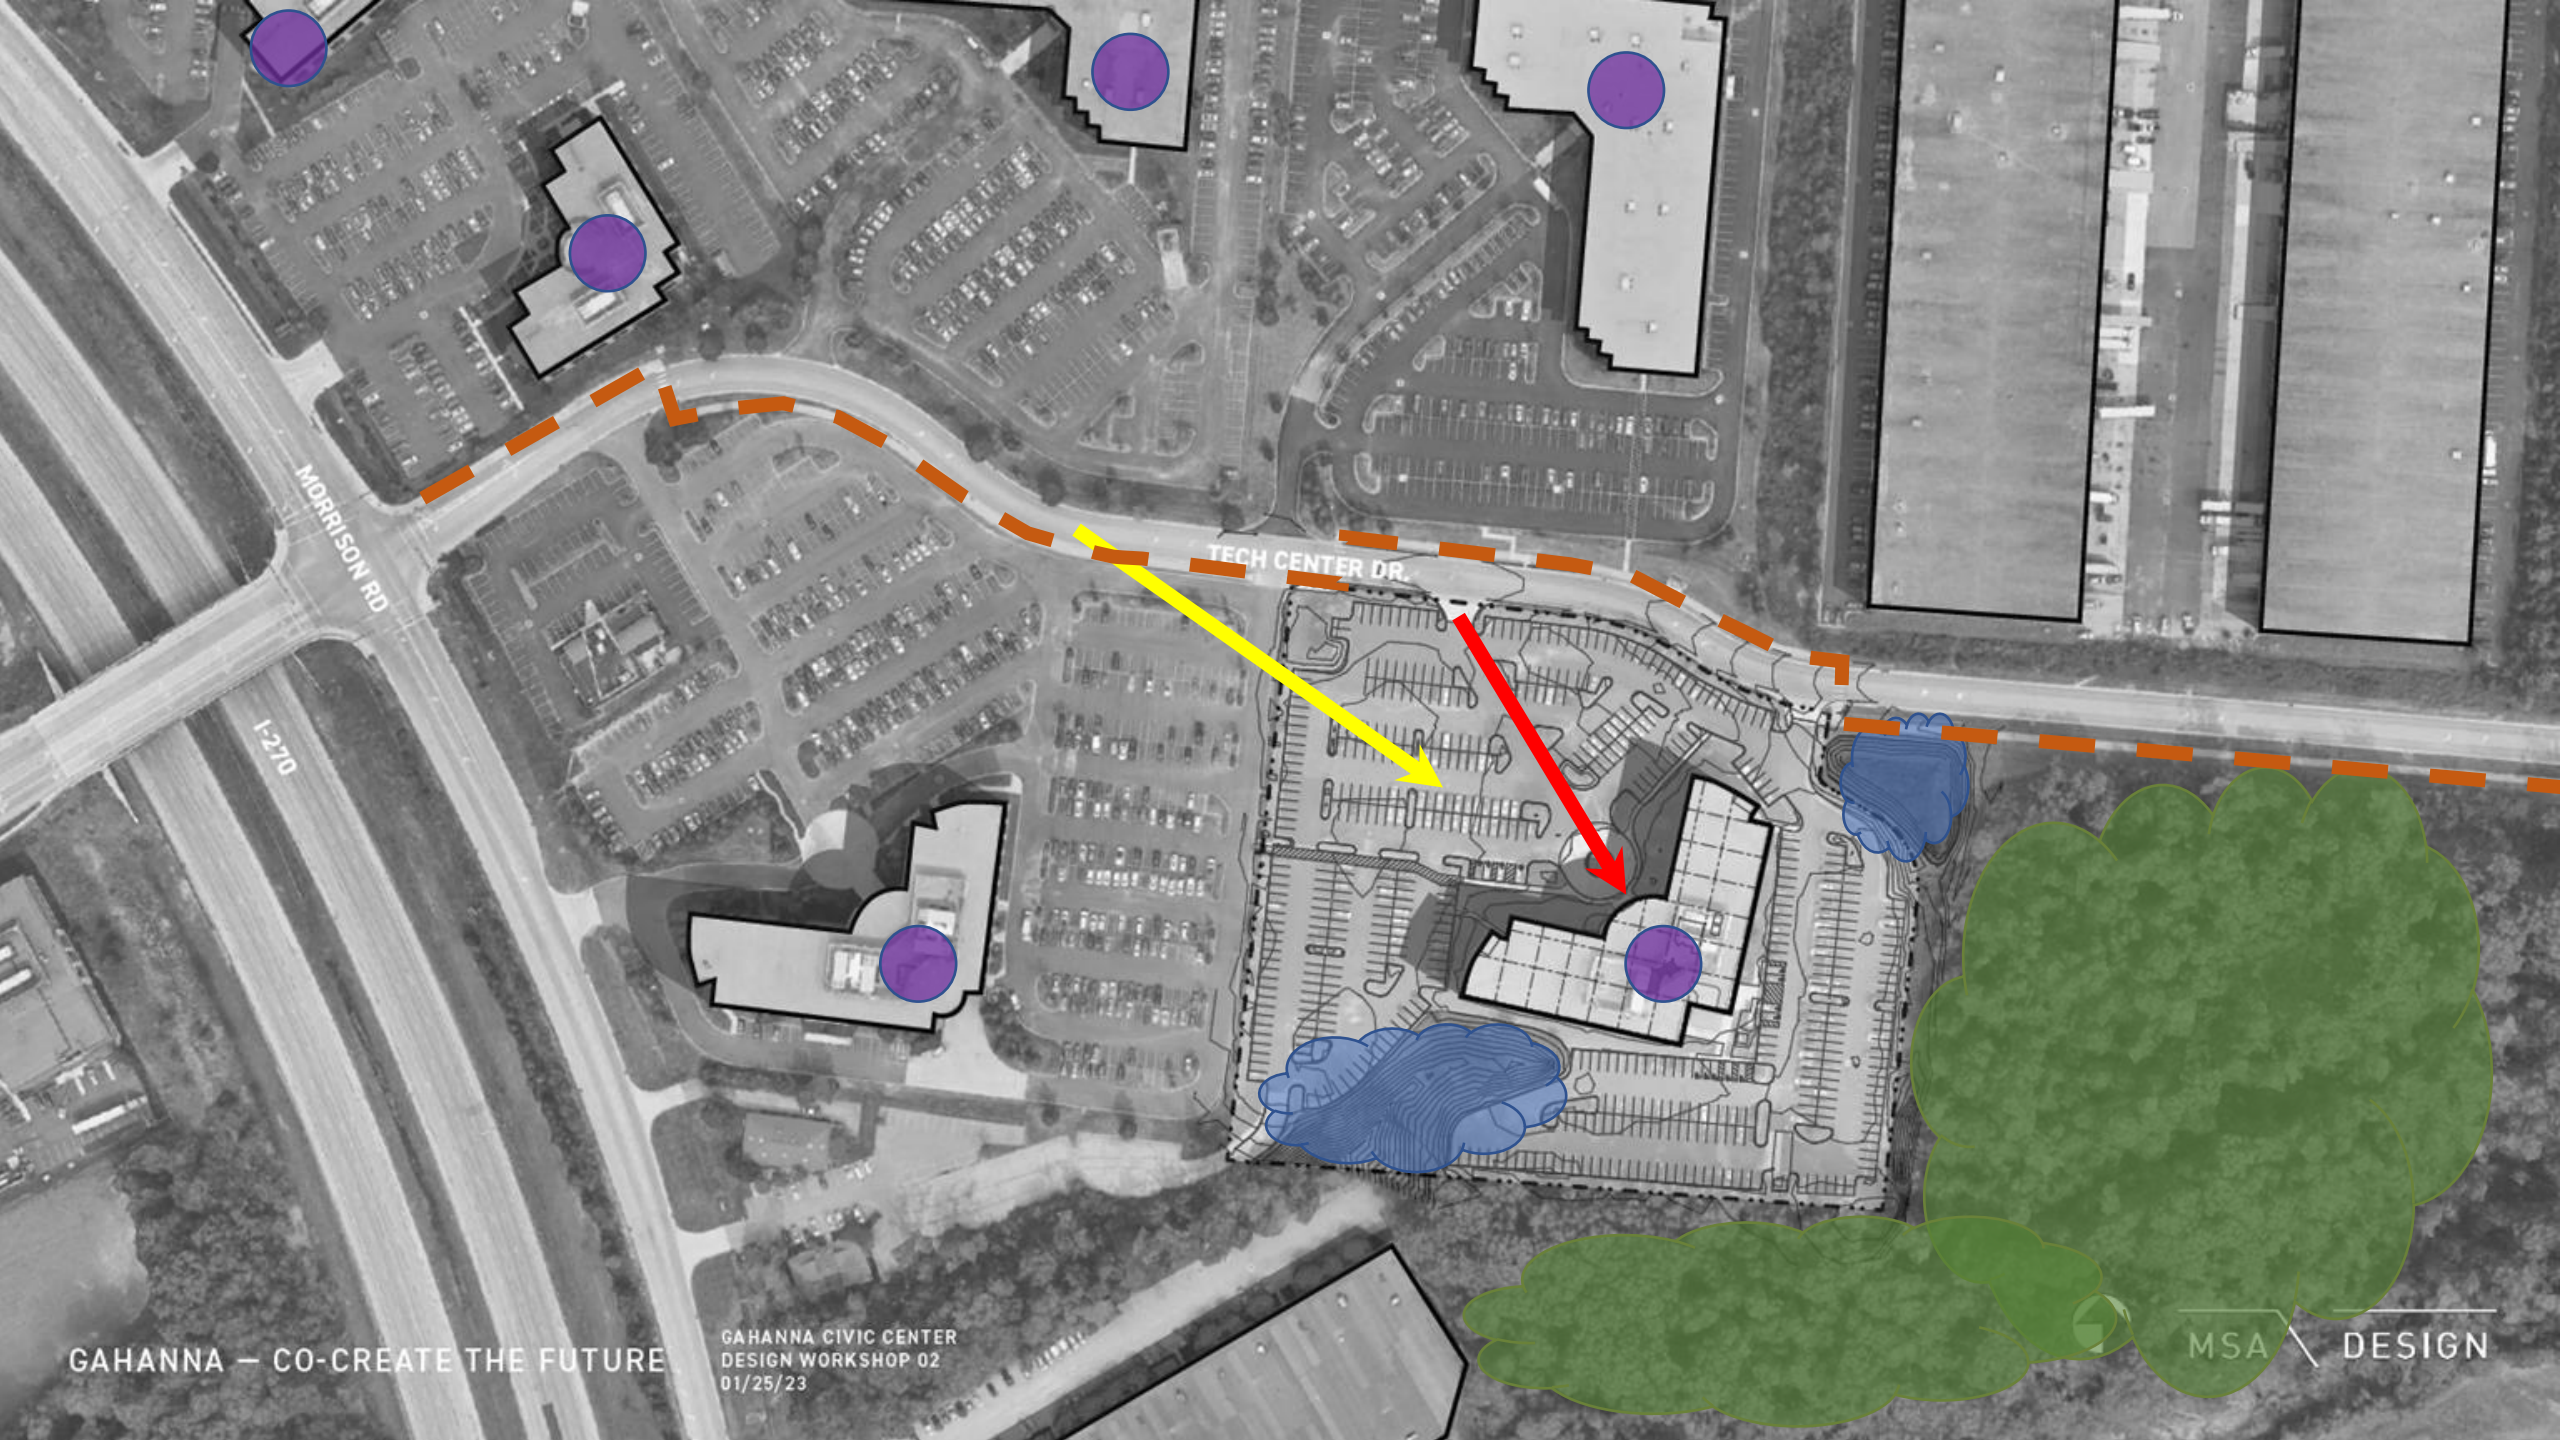 MORRISON RD
TECH CENTER DR.
I-270
GAHANNA — CO-CREATE THE FUTURE
GAHANNA CIVIC CENTER
DESIGN WORKSHOP 02
01/25/23
MSA DESIGN